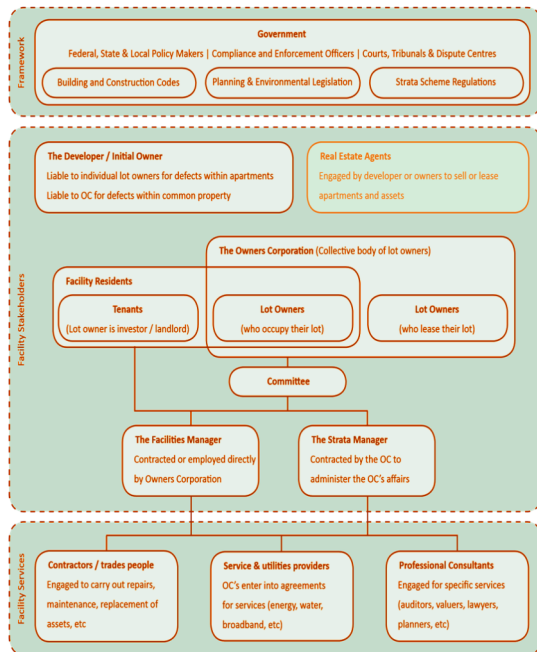 Framework
Government
Federal, State & Local Policy Makers | Compliance and Enforcement Officers | Courts, Tribunals & Dispute Centres
Building and Construction Codes
Planning & Environmental Legislation
Strata Scheme Regulations
Facility Stakeholders
The Developer / Initial Owner
Liable to individual lot owners for defects within apartments
Liable to OC for defects within common property
Real Estate Agents
Engaged by developer or owners to sell or lease
apartments and assets
The Owners Corporation (Collective body of lot owners)
Facility Residents
Tenants
(Lot owner is investor / landlord)
Lot Owners
(who occupy their lot)
Lot Owners
(who lease their lot)
Committee
The Facilities Manager
Contracted or employed directly
by Owners Corporation
The Strata Manager
Contracted by the OC to
administer the OC's affairs
Facility Services
Contractors / trades people
Engaged to carry out repairs,
maintenance, replacement of
assets, etc
Service & utilities providers
OC's enter into agreements
for services (energy, water,
broadband, etc)
Professional Consultants
Engaged for specific services
(auditors, valuers, lawyers,
planners, etc)